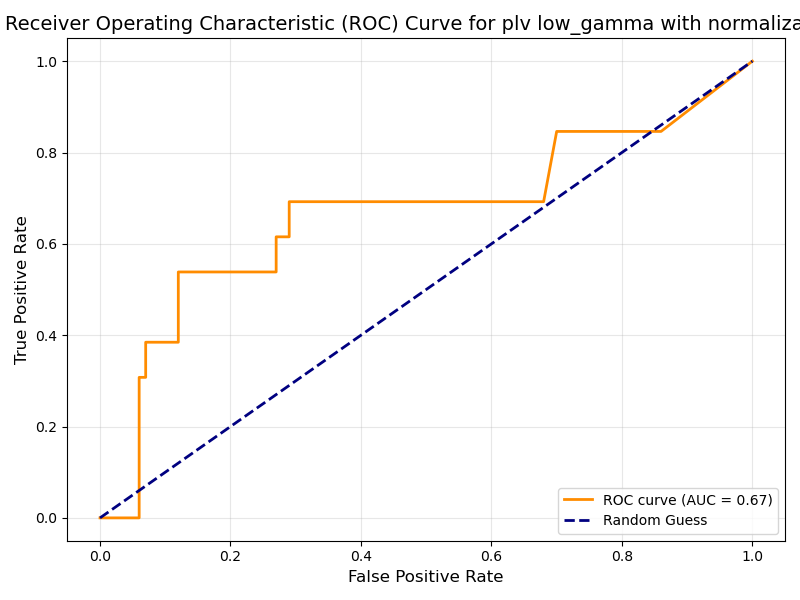 Receiver Operating Characteristic (ROC) Curve for plv low_gamma with normaliza
True Positive Rate
1.0
0.8
0.6
0.4
0.2
0.0
ROC curve (AUC = 0.67)
Random Guess
0.0 0.2 0.4 0.6 0.8 1.0
False Positive Rate